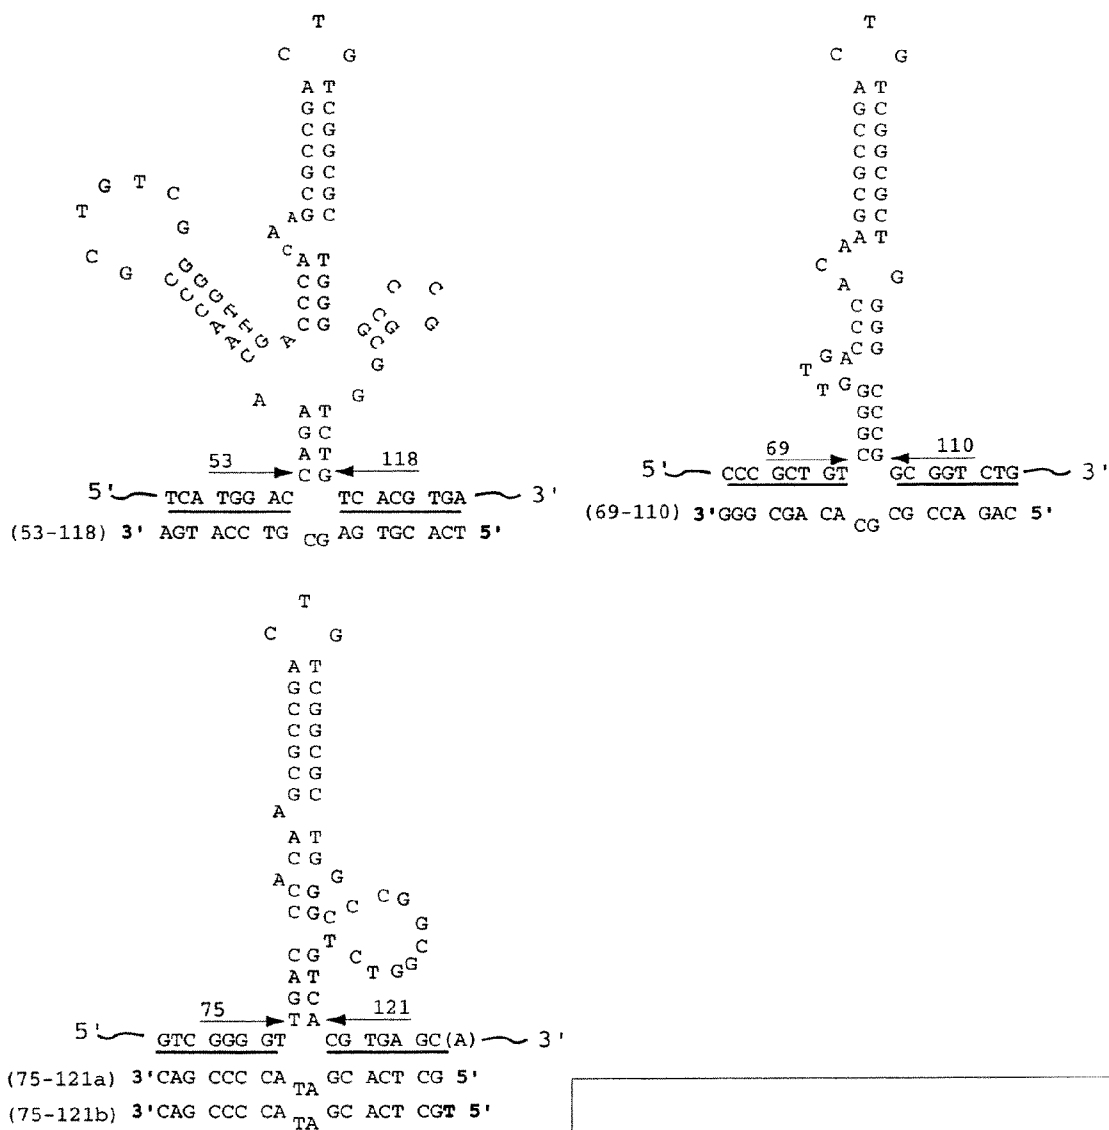 T
C G
A T
G C
C G
C G
G C
C G
G C
A
A
C
A T
C G
C G
C G
G T C
T G
C G
GGGTTG
CCCAAC
A
A
C C
C G
G C
G C
G
G
A T
G C
A T
C G
53 118
5' TCA TGG AC TC ACG TGA 3'
(53-118) 3' AGT ACC TG CG AG TGC ACT 5'
T
C G
A T
G C
C G
C G
G C
C G
G C
A T
A
C G
A G
C G
C G
G A C
T T G G C
G C
G C
C G
69 110
5' CCC GCT GT GC GGT CTG 3'
(69-110) 3'GGG CGA CA CG CG CCA GAC 5'
T
C G
A T
G C
C G
C G
G C
C G
G C
A
A T
C G
A G
C G C C G
C G C G
T C
C G C G
A T T G
G C
T A
75 121
5' GTC GGG GT CG TGA GC(A) 3'
(75-121a) 3'CAG CCC CA TA GC ACT CG 5'
(75-121b) 3'CAG CCC CA TA GC ACT CGT 5'